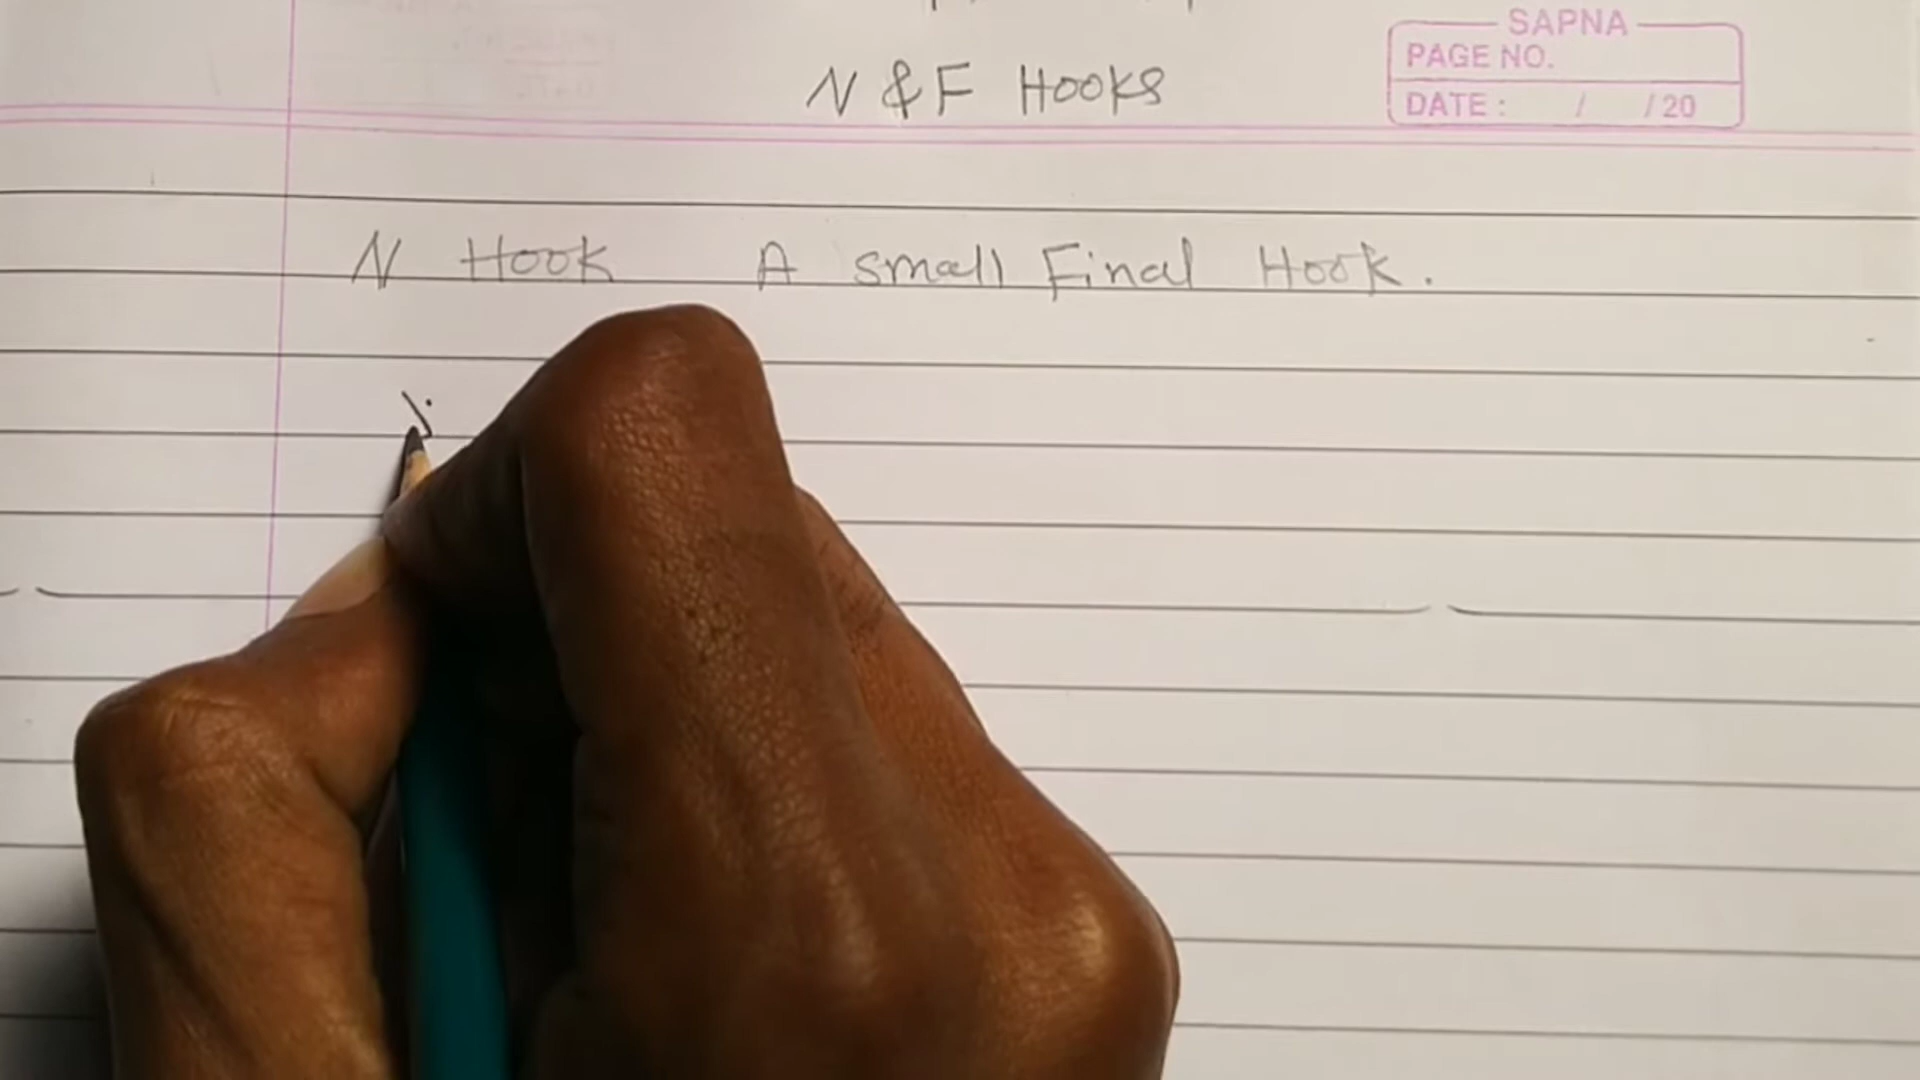 SAPNA
PAGE NO.
DATE : / / 20
N & F Hooks
N Hook A small Final Hook.